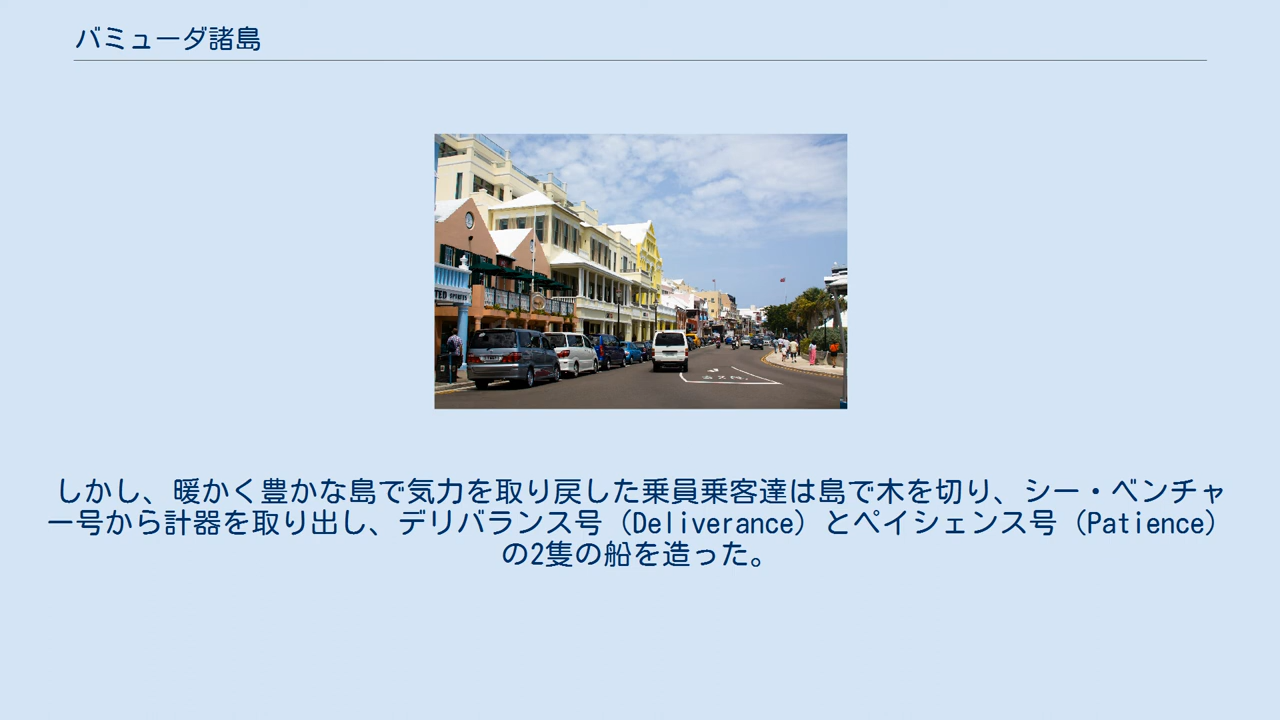 バミューダ諸島
TED SPIRITS
しかし、暖かく豊かな島で気力を取り戻した乗員乗客達は島で木を切り、シー・ベンチャ
ー号から計器を取り出し、デリバランス号（Deliverance）とペイシェンス号（Patience）
の2隻の船を造った。